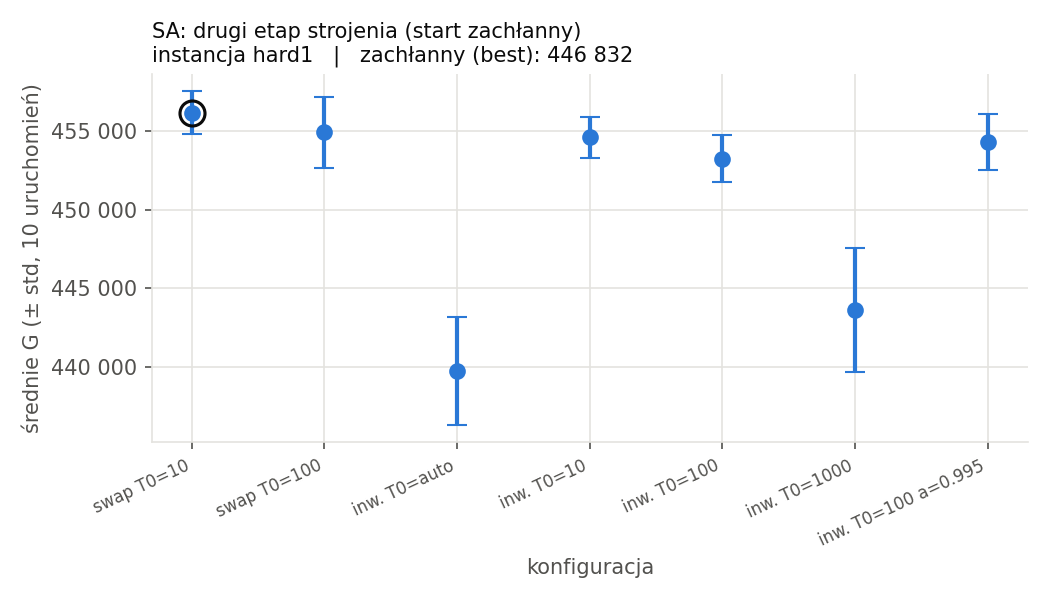 SA: drugi etap strojenia (start zachłanny)
instancja hard1 | zachłanny (best): 446 832
średnie G (± std, 10 uruchomień)
455 000
450 000
445 000
440 000
swap T0=10
swap T0=100
inw. T0=auto
inw. T0=10
inw. T0=100
inw. T0=1000
inw. T0=100 a=0.995
konfiguracja